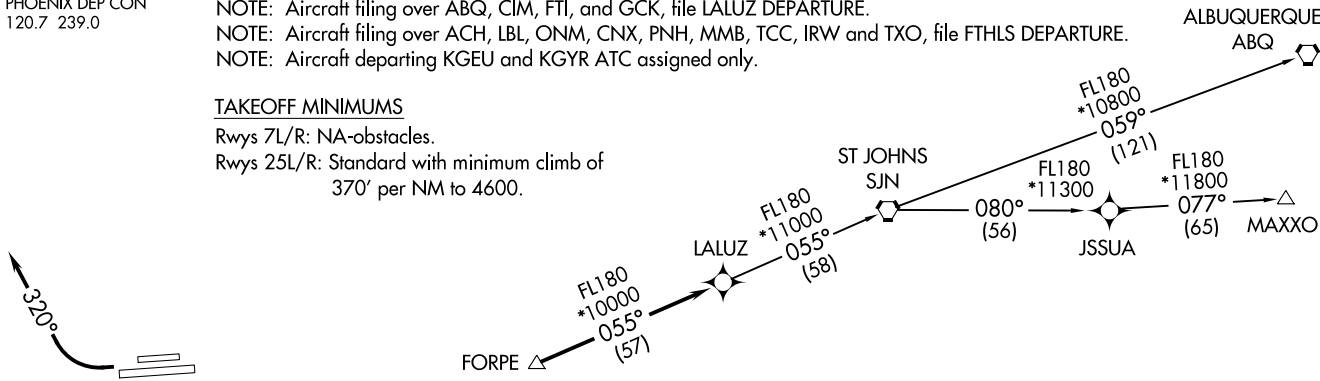 PHOENIX DEP CON
120.7 239.0
NOTE: Aircraft filing over ABQ, CIM, FTI, and GCK, file LALUZ DEPARTURE.
NOTE: Aircraft filing over ACH, LBL, ONM, CNX, PNH, MMB, TCC, IRW and TXO, file FTHLS DEPARTURE.
NOTE: Aircraft departing KGEU and KGYR ATC assigned only.
TAKEOFF MINIMUMS
Rwys 7L/R: NA-obstacles.
Rwys 25L/R: Standard with minimum climb of
370' per NM to 4600.
ALBUQUERQUE
ABQ
FL180
*10800
059°
(121)
ST JOHNS
SJN
FL180
*11300
080°
(56)
JSSUA
FL180
*11800
077°
(65)
MAXXO
FL180
*11000
055°
(58)
LALUZ
FL180
*10000
055°
(57)
FORPE
320°